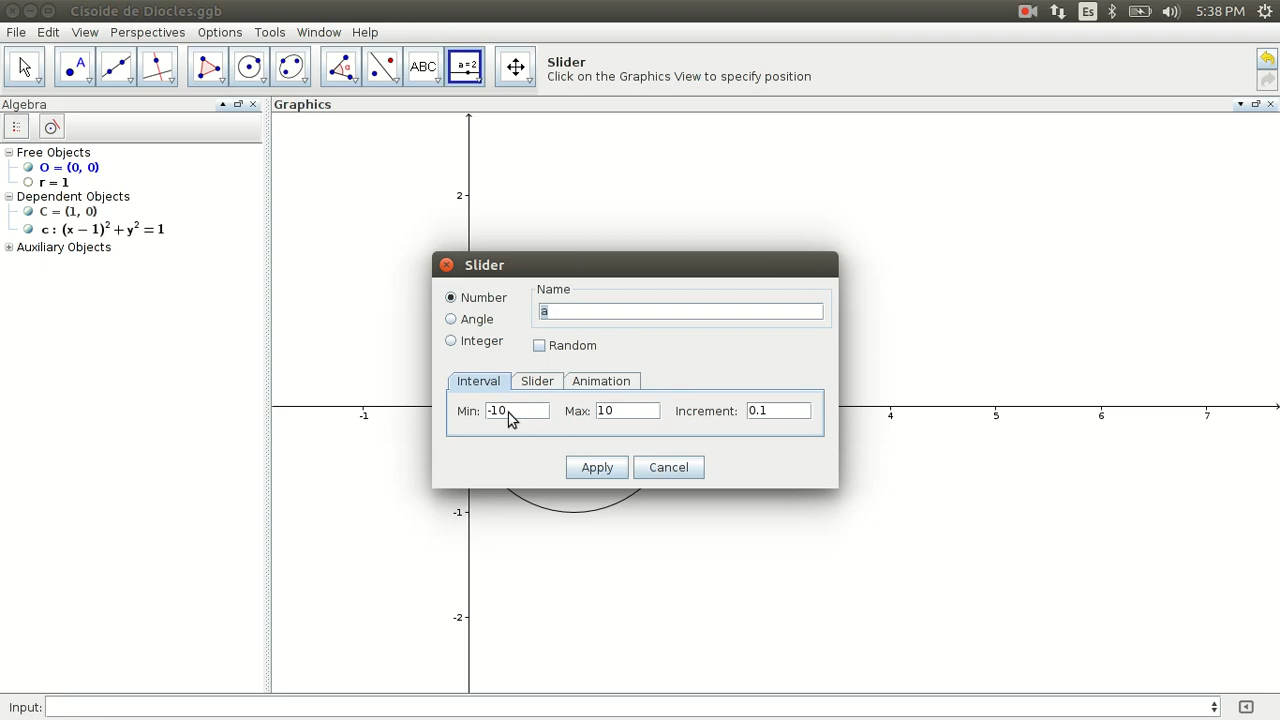 Cisoide de Diocles.ggb
Es
5:38 PM
File Edit View Perspectives Options Tools Window Help
A
α
ABC
a=2
Slider
Click on the Graphics View to specify position
Algebra
Graphics
Free Objects
O = (0, 0)
r = 1
Dependent Objects
C = (1, 0)
c : (x − 1)² + y² = 1
Auxiliary Objects
2
Slider
Number
Name
Angle
a
Integer
Random
Interval Slider Animation
Min: -10 Max: 10 Increment: 0.1
Apply Cancel
-1 4 5 6 7
-1
-2
Input: